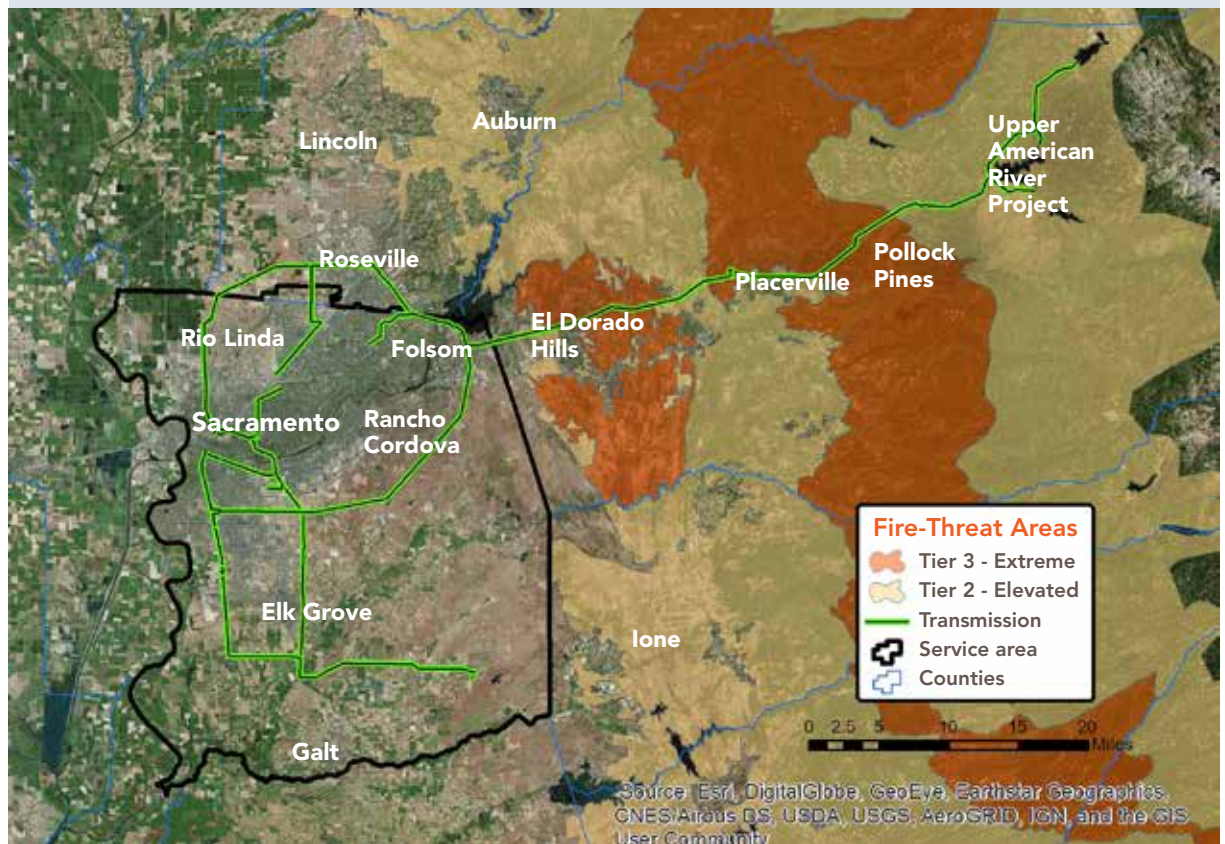 Lincoln
Auburn
Upper
American
River
Project
Roseville
Pollock
Pines
Placerville
Rio Linda
El Dorado
Hills
Folsom
Sacramento
Rancho
Cordova
Fire-Threat Areas
Tier 3 - Extreme
Tier 2 - Elevated
Transmission
Service area
Counties
Elk Grove
Ione
0 2.5 5 10 15 20
Miles
Galt
Source: Esri, DigitalGlobe, GeoEye, Earthstar Geographics,
CNES/Airbus DS, USDA, USGS, AeroGRID, IGN, and the GIS
User Community